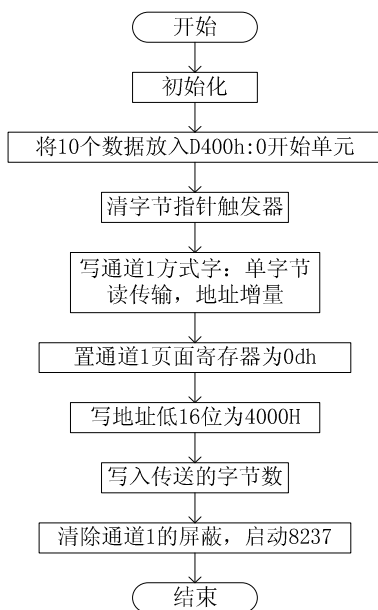 开始
初始化
将10个数据放入D400h:0开始单元
清字节指针触发器
写通道1方式字：单字节
读传输，地址增量
置通道1页面寄存器为0dh
写地址低16位为4000H
写入传送的字节数
清除通道1的屏蔽，启动8237
结束